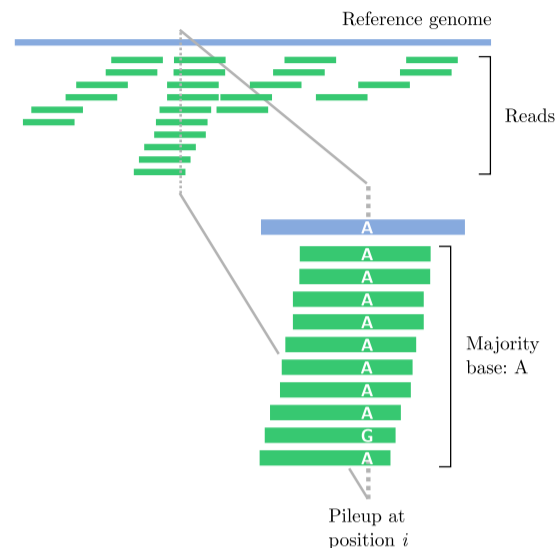 Reference genome
Reads
A
A
A
A
A
A
A
A
A
G
A
Majority
base: A
Pileup at
position i